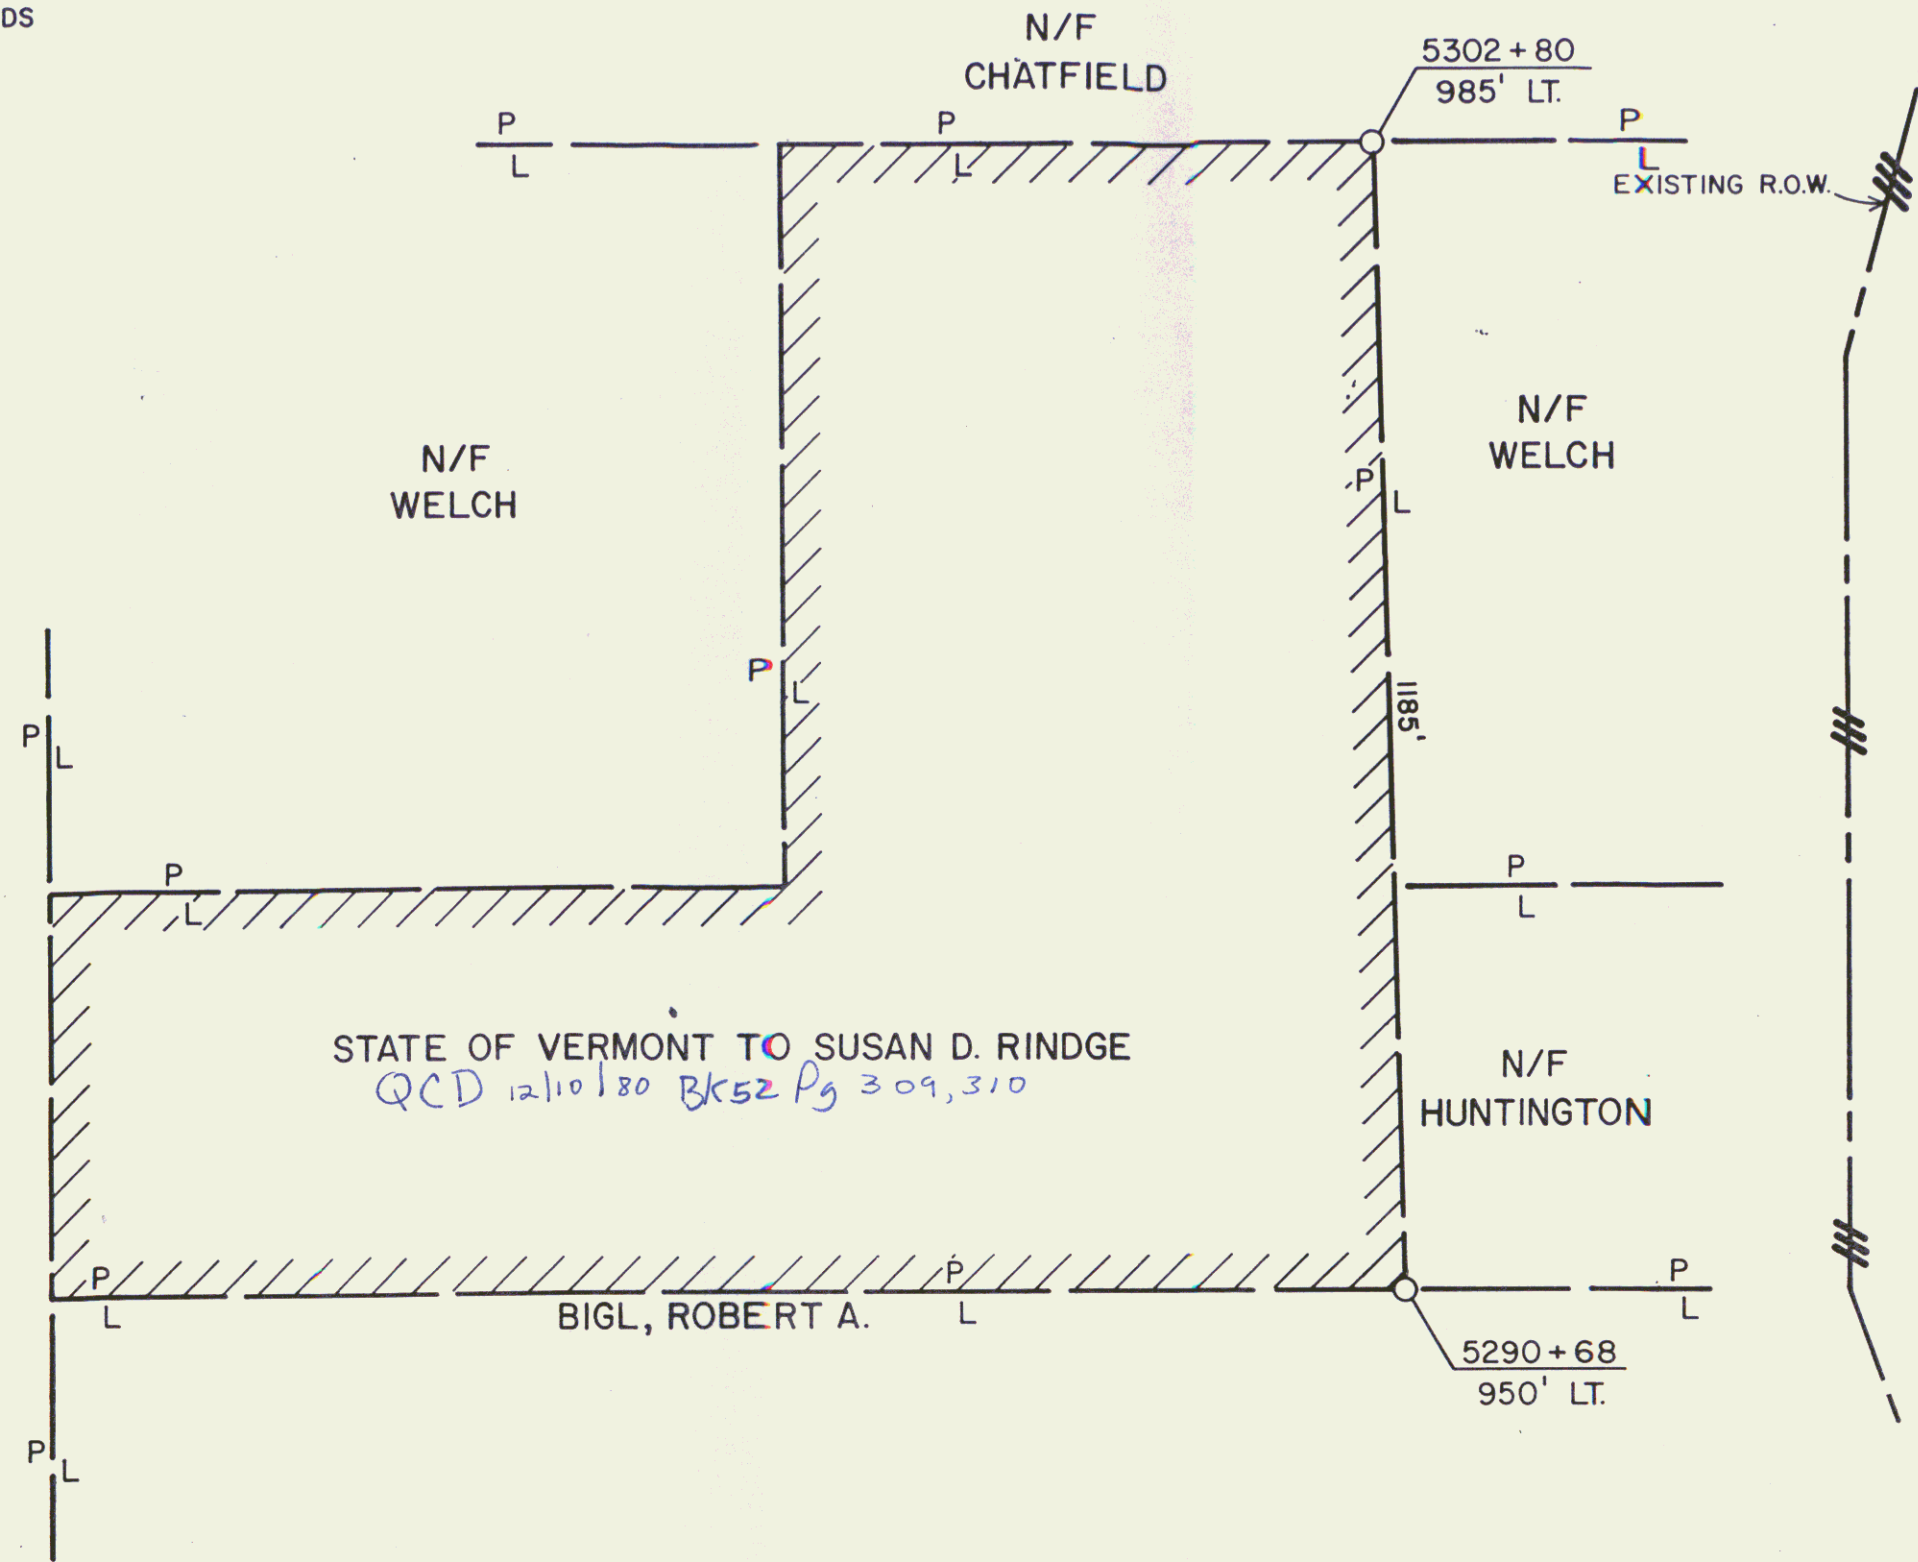 DS
N/F
CHATFIELD
5302+80
985' LT.
P
L
P
L
P
L
EXISTING R.O.W.
N/F
WELCH
N/F
WELCH
P
L
P
L
1185'
P
L
P
L
P
L
STATE OF VERMONT TO SUSAN D. RINDGE
QCD 12/10/80 BK52 Pg 309,310
N/F
HUNTINGTON
P
L
P
L
P
L
BIGL, ROBERT A.
5290+68
950' LT.
P
L